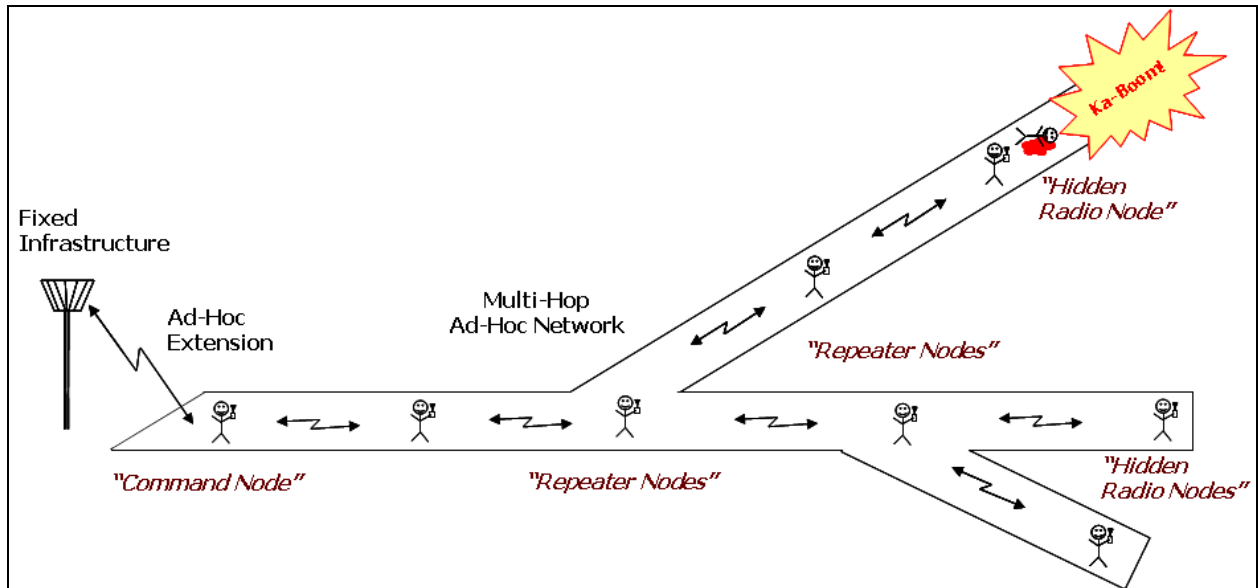 Ka-Boom!
"Hidden
Radio Node"
Fixed
Infrastructure
Ad-Hoc
Extension
Multi-Hop
Ad-Hoc Network
"Repeater Nodes"
"Command Node"
"Repeater Nodes"
"Hidden
Radio Nodes"